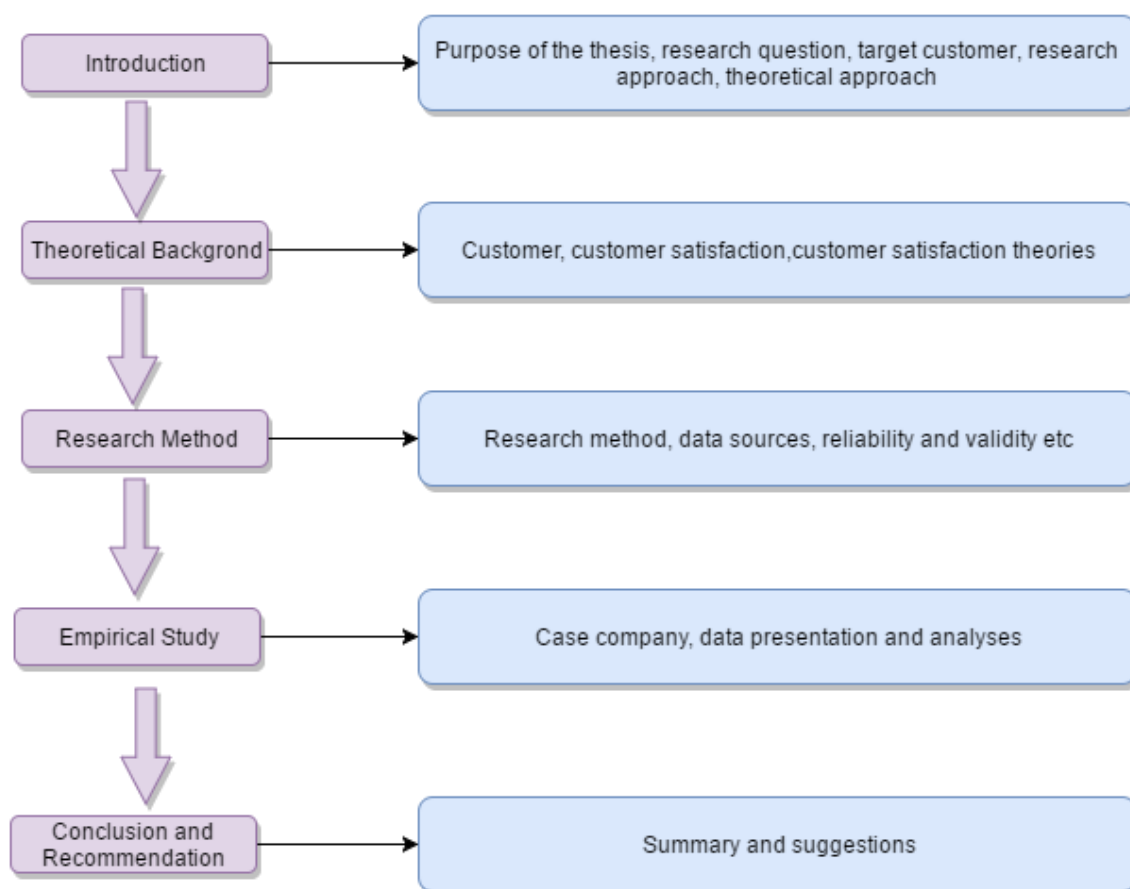 Introduction
Purpose of the thesis, research question, target customer, research
approach, theoretical approach
Theoretical Backgrond
Customer, customer satisfaction,customer satisfaction theories
Research Method
Research method, data sources, reliability and validity etc
Empirical Study
Case company, data presentation and analyses
Conclusion and
Recommendation
Summary and suggestions